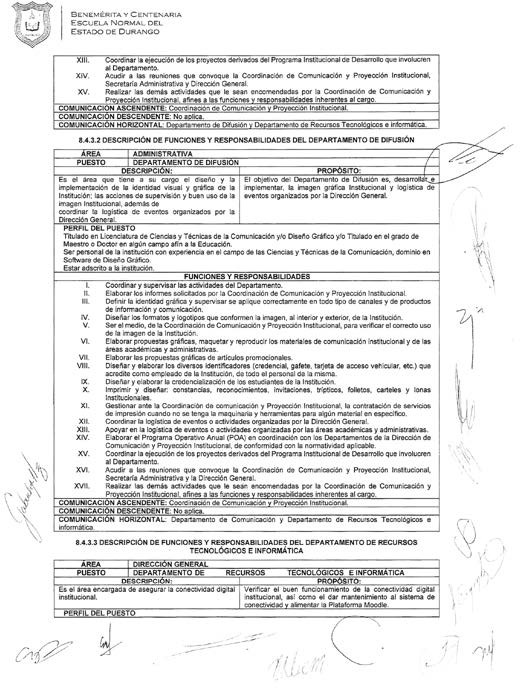 BENEMÉRITA Y CENTENARIA
ESCUELA NORMAL DEL
ESTADO DE DURANGO
XIII. Coordinar la ejecución de los proyectos derivados del Programa Institucional de Desarrollo que involucren
al Departamento.
XIV. Acudir a las reuniones que convoque la Coordinación de Comunicación y Proyección Institucional,
Secretaría Administrativa y Dirección General.
XV. Realizar las demás actividades que le sean encomendadas por la Coordinación de Comunicación y
Proyección Institucional, afines a las funciones y responsabilidades inherentes al cargo.
COMUNICACIÓN ASCENDENTE: Coordinación de Comunicación y Proyección Institucional.
COMUNICACIÓN DESCENDENTE: No aplica.
COMUNICACIÓN HORIZONTAL: Departamento de Difusión y Departamento de Recursos Tecnológicos e informática.
8.4.3.2 DESCRIPCIÓN DE FUNCIONES Y RESPONSABILIDADES DEL DEPARTAMENTO DE DIFUSIÓN
ÁREA ADMINISTRATIVA
PUESTO DEPARTAMENTO DE DIFUSIÓN
DESCRIPCIÓN: PROPÓSITO:
Es el área que tiene a su cargo el diseño y la
implementación de la identidad visual y gráfica de la
Institución; las acciones de supervisión y buen uso de la
imagen Institucional, además de
coordinar la logística de eventos organizados por la
Dirección General.
El objetivo del Departamento de Difusión es, desarrollar e
implementar, la imagen gráfica Institucional y logística de
eventos organizados por la Dirección General.
PERFIL DEL PUESTO
Titulado en Licenciatura de Ciencias y Técnicas de la Comunicación y/o Diseño Gráfico y/o Titulado en el grado de
Maestro o Doctor en algún campo afín a la Educación.
Ser personal de la institución con experiencia en el campo de las Ciencias y Técnicas de la Comunicación, dominio en
Software de Diseño Gráfico.
Estar adscrito a la institución.
FUNCIONES Y RESPONSABILIDADES
I. Coordinar y supervisar las actividades del Departamento.
II. Elaborar los informes solicitados por la Coordinación de Comunicación y Proyección Institucional.
III. Definir la identidad gráfica y supervisar se aplique correctamente en todo tipo de canales y de productos
de información y comunicación.
IV. Diseñar los formatos y logotipos que conformen la imagen, al interior y exterior, de la Institución.
V. Ser el medio, de la Coordinación de Comunicación y Proyección Institucional, para verificar el correcto uso
de la imagen de la Institución.
VI. Elaborar propuestas gráficas, maquetar y reproducir los materiales de comunicación institucional y de las
áreas académicas y administrativas.
VII. Elaborar las propuestas gráficas de artículos promocionales.
VIII. Diseñar y elaborar los diversos identificadores (credencial, gafete, tarjeta de acceso vehicular, etc.) que
acredite como empleado de la Institución, de todo el personal de la misma.
IX. Diseñar y elaborar la credencialización de los estudiantes de la Institución.
X. Imprimir y diseñar: constancias, reconocimientos, invitaciones, trípticos, folletos, carteles y lonas
Institucionales.
XI. Gestionar ante la Coordinación de comunicación y Proyección Institucional, la contratación de servicios
de impresión cuando no se tenga la maquinaria y herramientas para algún material en específico.
XII. Coordinar la logística de eventos o actividades organizadas por la Dirección General.
XIII. Apoyar en la logística de eventos o actividades organizadas por las áreas académicas y administrativas.
XIV. Elaborar el Programa Operativo Anual (POA) en coordinación con los Departamentos de la Dirección de
Comunicación y Proyección Institucional, de conformidad con la normatividad aplicable.
XV. Coordinar la ejecución de los proyectos derivados del Programa Institucional de Desarrollo que involucren
al Departamento.
XVI. Acudir a las reuniones que convoque la Coordinación de Comunicación y Proyección Institucional,
Secretaría Administrativa y la Dirección General.
XVII. Realizar las demás actividades que le sean encomendadas por la Coordinación de Comunicación y
Proyección Institucional, afines a las funciones y responsabilidades inherentes al cargo.
COMUNICACIÓN ASCENDENTE: Coordinación de Comunicación y Proyección Institucional.
COMUNICACIÓN DESCENDENTE: No aplica.
COMUNICACIÓN HORIZONTAL: Departamento de Comunicación y Departamento de Recursos Tecnológicos e
informática.
8.4.3.3 DESCRIPCIÓN DE FUNCIONES Y RESPONSABILIDADES DEL DEPARTAMENTO DE RECURSOS
TECNOLÓGICOS E INFORMÁTICA
ÁREA DIRECCIÓN GENERAL
PUESTO DEPARTAMENTO DE RECURSOS TECNOLÓGICOS E INFORMÁTICA
DESCRIPCIÓN: PROPÓSITO:
Es el área encargada de asegurar la conectividad digital
institucional.
Verificar el buen funcionamiento de la conectividad digital
institucional, así como el dar mantenimiento al sistema de
conectividad y alimentar la Plataforma Moodle.
PERFIL DEL PUESTO